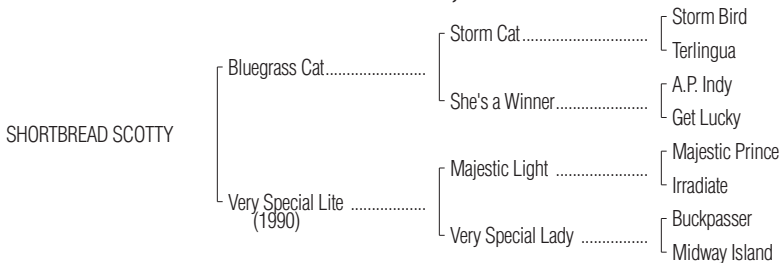 Storm Bird
Storm Cat..............................
Terlingua
Bluegrass Cat........................
A.P. Indy
She's a Winner......................
Get Lucky
SHORTBREAD SCOTTY
Majestic Prince
Majestic Light ......................
Irradiate
Very Special Lite ..................
(1990)
Buckpasser
Very Special Lady ................
Midway Island